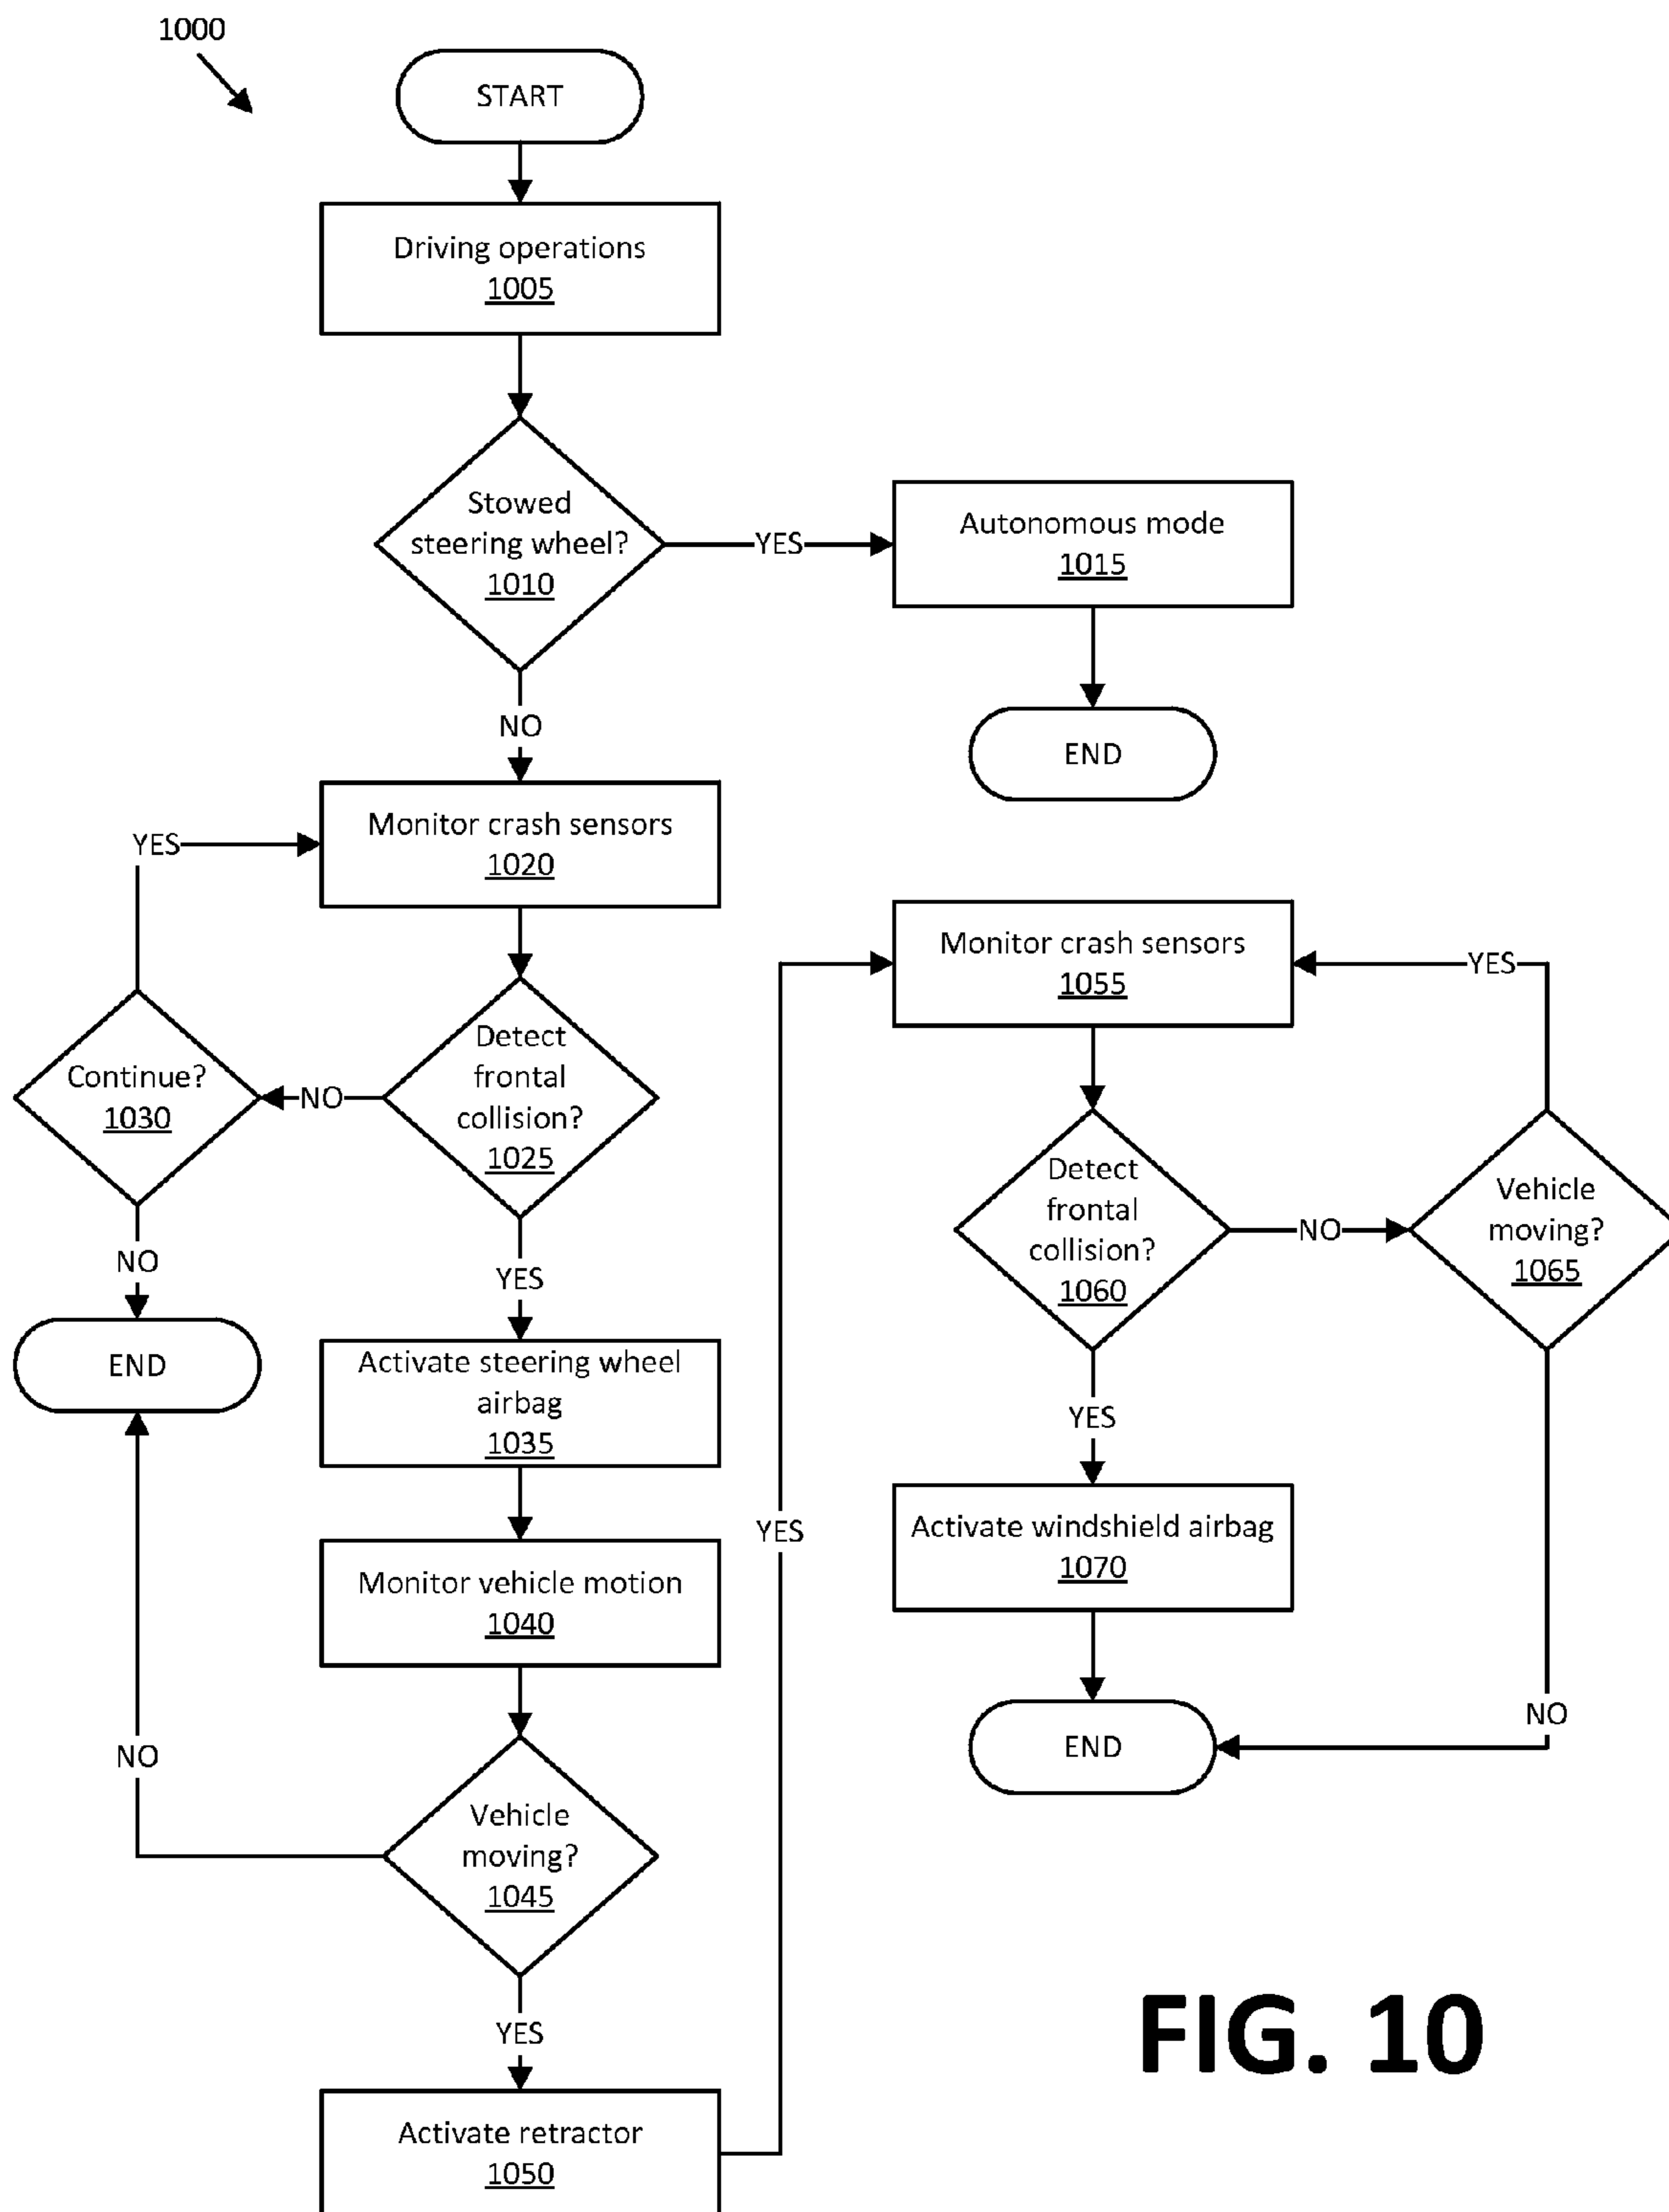 1000
START
Driving operations
1005
Stowed
steering wheel?
1010
YES
Autonomous mode
1015
END
NO
Monitor crash sensors
1020
YES
Detect
frontal
collision?
1025
NO
Continue?
1030
NO
END
YES
Activate steering wheel
airbag
1035
Monitor vehicle motion
1040
Vehicle
moving?
1045
NO
YES
Activate retractor
1050
YES
Monitor crash sensors
1055
YES
Detect
frontal
collision?
1060
NO
Vehicle
moving?
1065
YES
Activate windshield airbag
1070
NO
END
FIG. 10